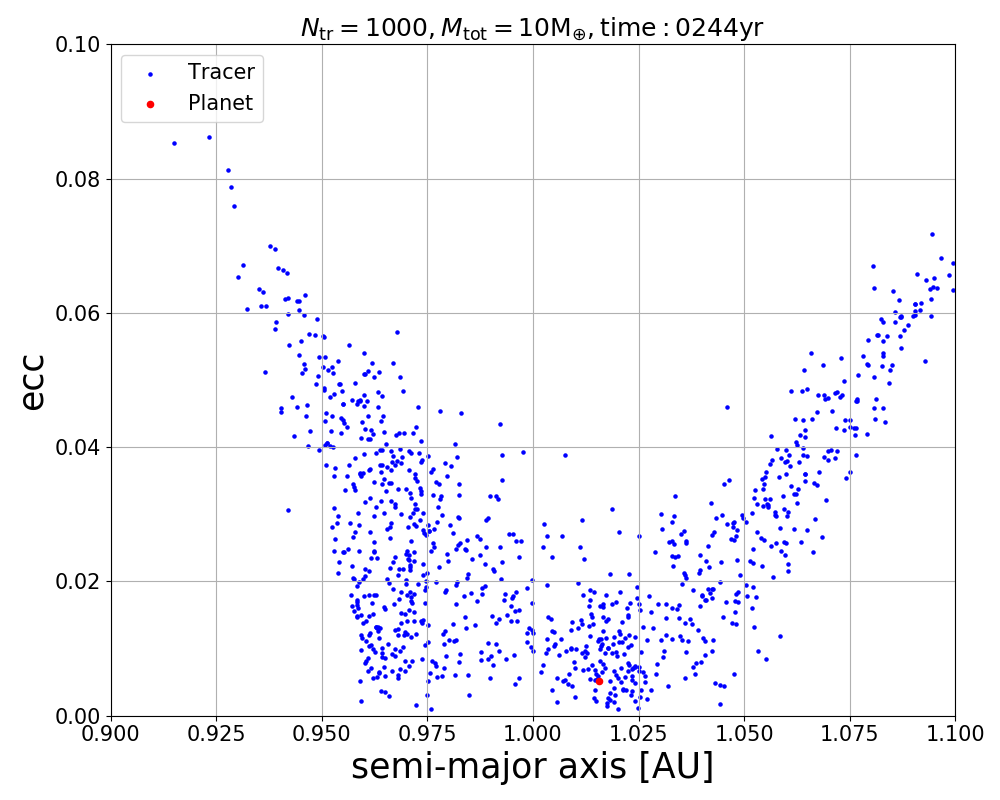 N_tr = 1000, M_tot = 10M_⊕, time : 0244yr
0.10
Tracer
Planet
0.08
0.06
0.04
0.02
0.00
ecc
0.900 0.925 0.950 0.975 1.000 1.025 1.050 1.075 1.100
semi-major axis [AU]